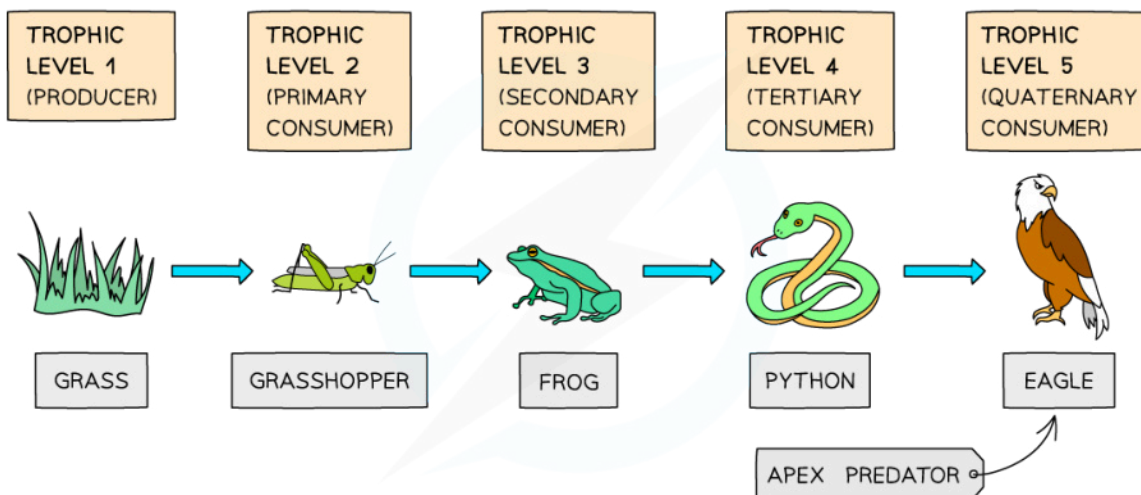 TROPHIC
LEVEL 1
(PRODUCER)
TROPHIC
LEVEL 2
(PRIMARY
CONSUMER)
TROPHIC
LEVEL 3
(SECONDARY
CONSUMER)
TROPHIC
LEVEL 4
(TERTIARY
CONSUMER)
TROPHIC
LEVEL 5
(QUATERNARY
CONSUMER)
GRASS
GRASSHOPPER
FROG
PYTHON
EAGLE
APEX PREDATOR